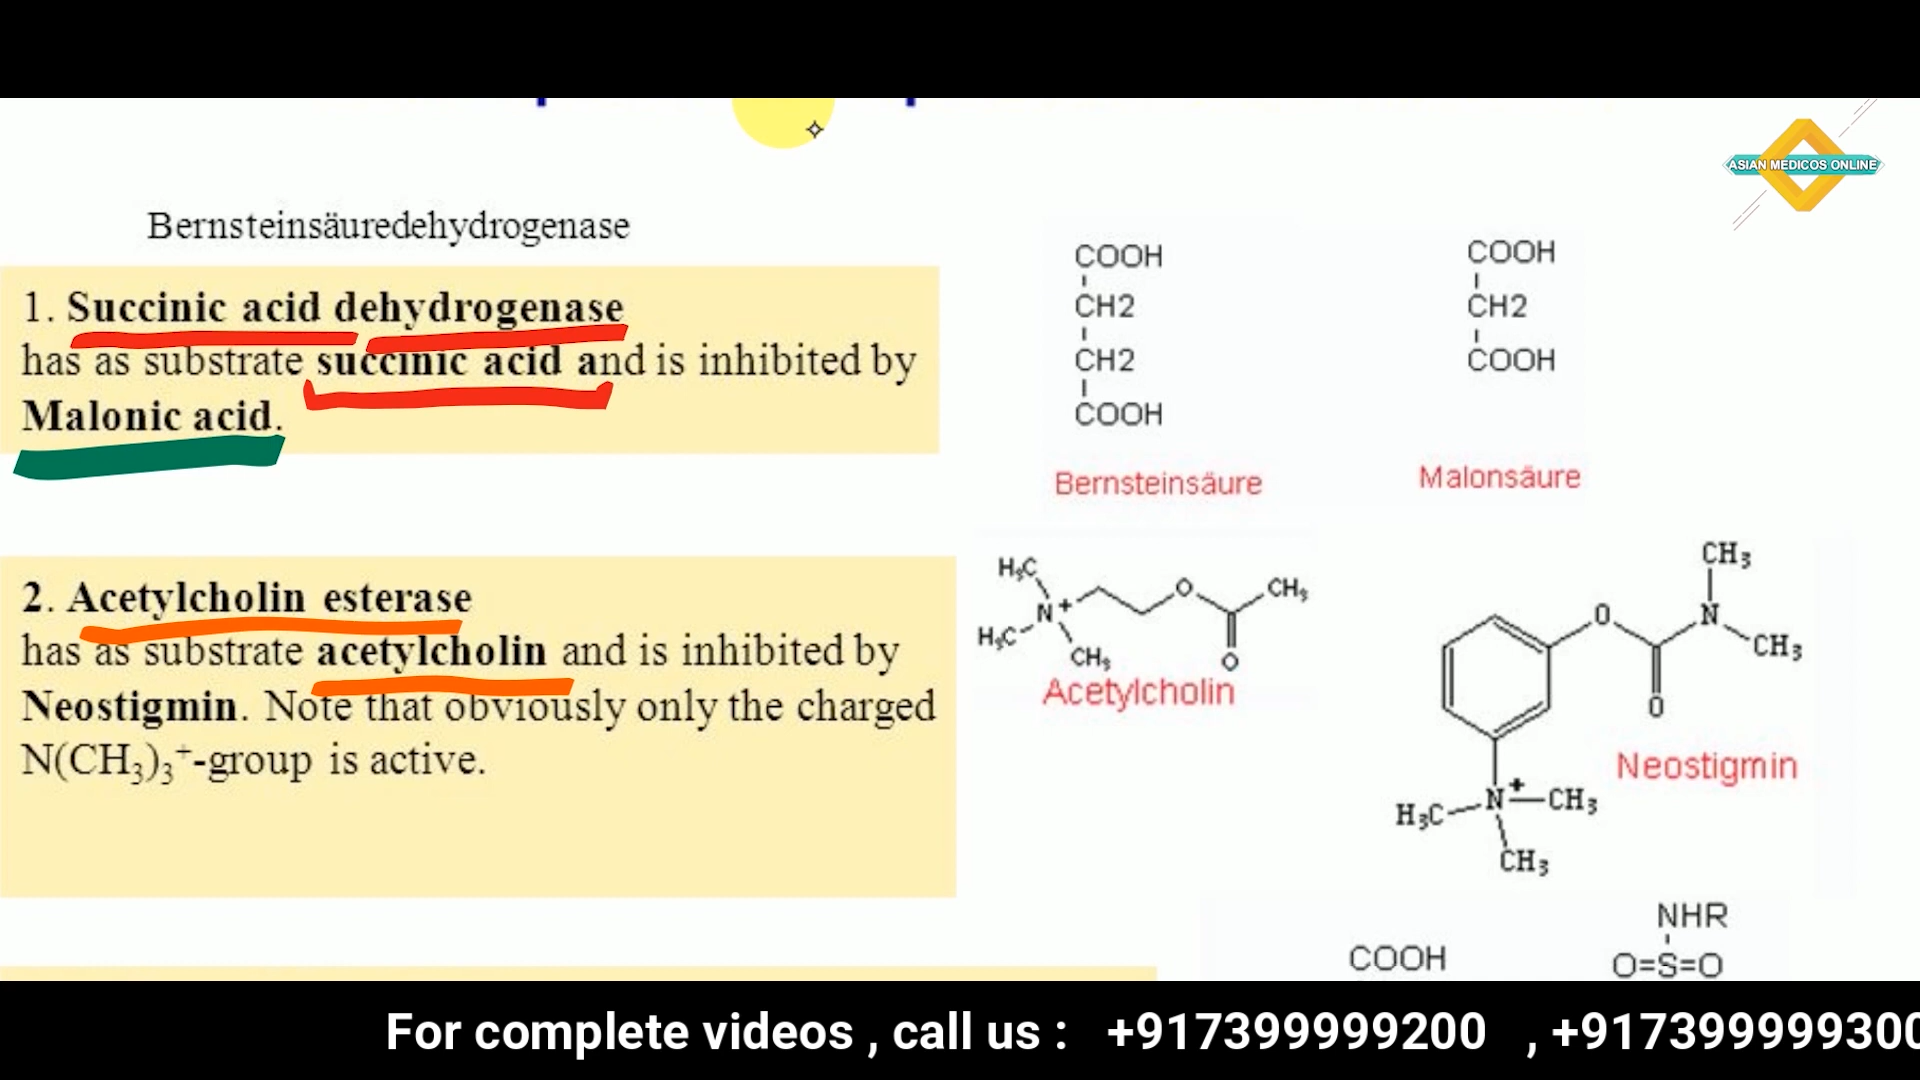 ASIAN MEDICOS ONLINE
Bernsteinsäuredehydrogenase
1. Succinic acid dehydrogenase
has as substrate succinic acid and is inhibited by
Malonic acid.
COOH
CH2
CH2
COOH
Bernsteinsäure
COOH
CH2
COOH
Malonsäure
2. Acetylcholin esterase
has as substrate acetylcholin and is inhibited by
Neostigmin. Note that obviously only the charged
N(CH₃)₃⁺-group is active.
H₃C
N⁺
H₃C
CH₃
O
CH₃
O
Acetylcholin
CH₃
O
N
CH₃
O
Neostigmin
H₃C
N⁺
CH₃
CH₃
COOH
NHR
O=S=O
For complete videos , call us : +917399999200 , +917399999300